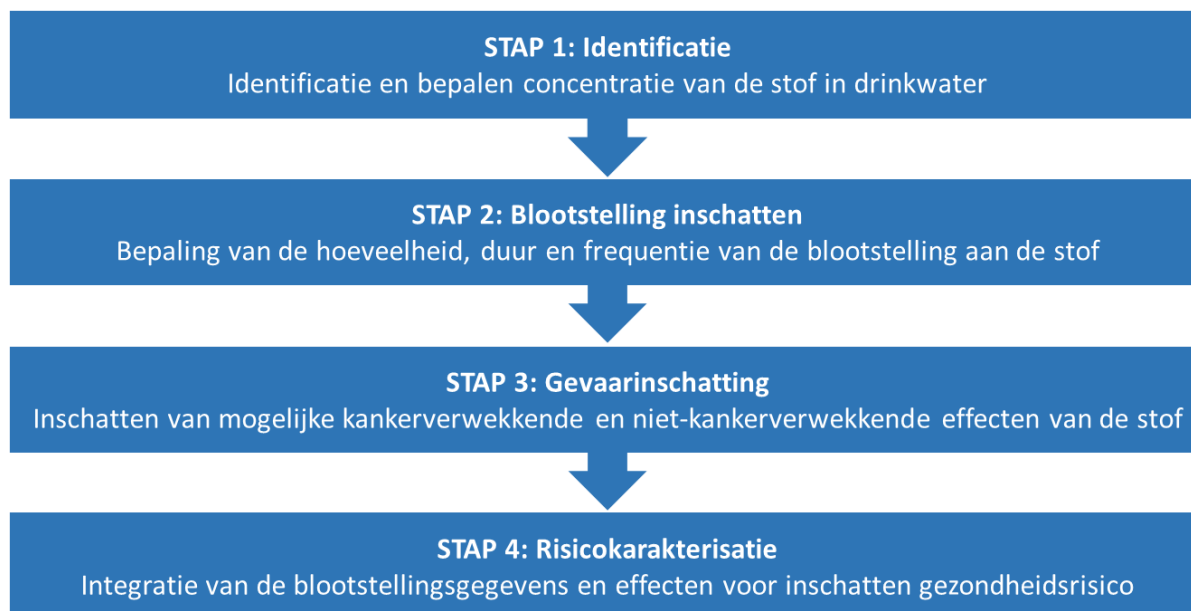 STAP 1: Identificatie
Identificatie en bepalen concentratie van de stof in drinkwater
STAP 2: Blootstelling inschatten
Bepaling van de hoeveelheid, duur en frequentie van de blootstelling aan de stof
STAP 3: Gevaarinschatting
Inschatten van mogelijke kankerverwekkende en niet-kankerverwekkende effecten van de stof
STAP 4: Risicokarakterisatie
Integratie van de blootstellingsgegevens en effecten voor inschatten gezondheidsrisico